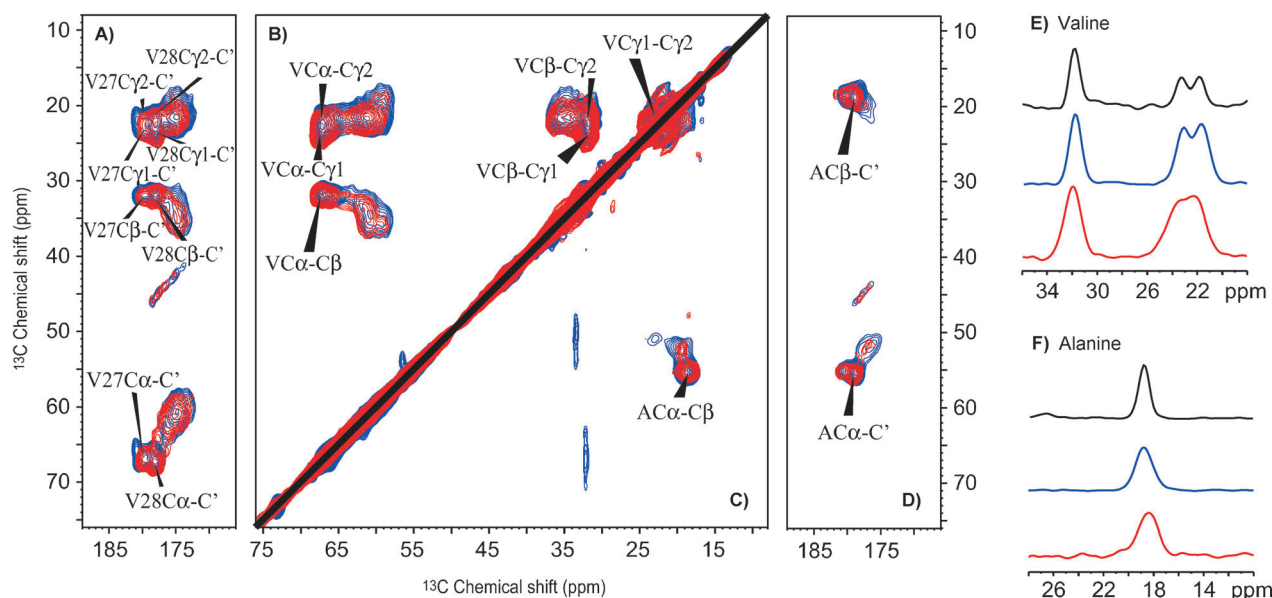 A)
V28Cγ2-C’
V27Cγ2-C’
V28Cγ1-C’
V27Cγ1-C’
V27Cβ-C’
V28Cβ-C’
V27Cα-C’
V28Cα-C’
B)
VCα-Cγ2
VCβ-Cγ2
VCγ1-Cγ2
VCα-Cγ1
VCβ-Cγ1
VCα-Cβ
ACα-Cβ
C)
ACβ-C’
ACα-C’
D)
10
20
30
40
50
60
70
13C Chemical shift (ppm)
10
20
30
40
50
60
70
185 175
75 65 55 45 35 25 15
185 175
13C Chemical shift (ppm)
E) Valine
34 30 26 22 ppm
F) Alanine
28 22 18 14 ppm